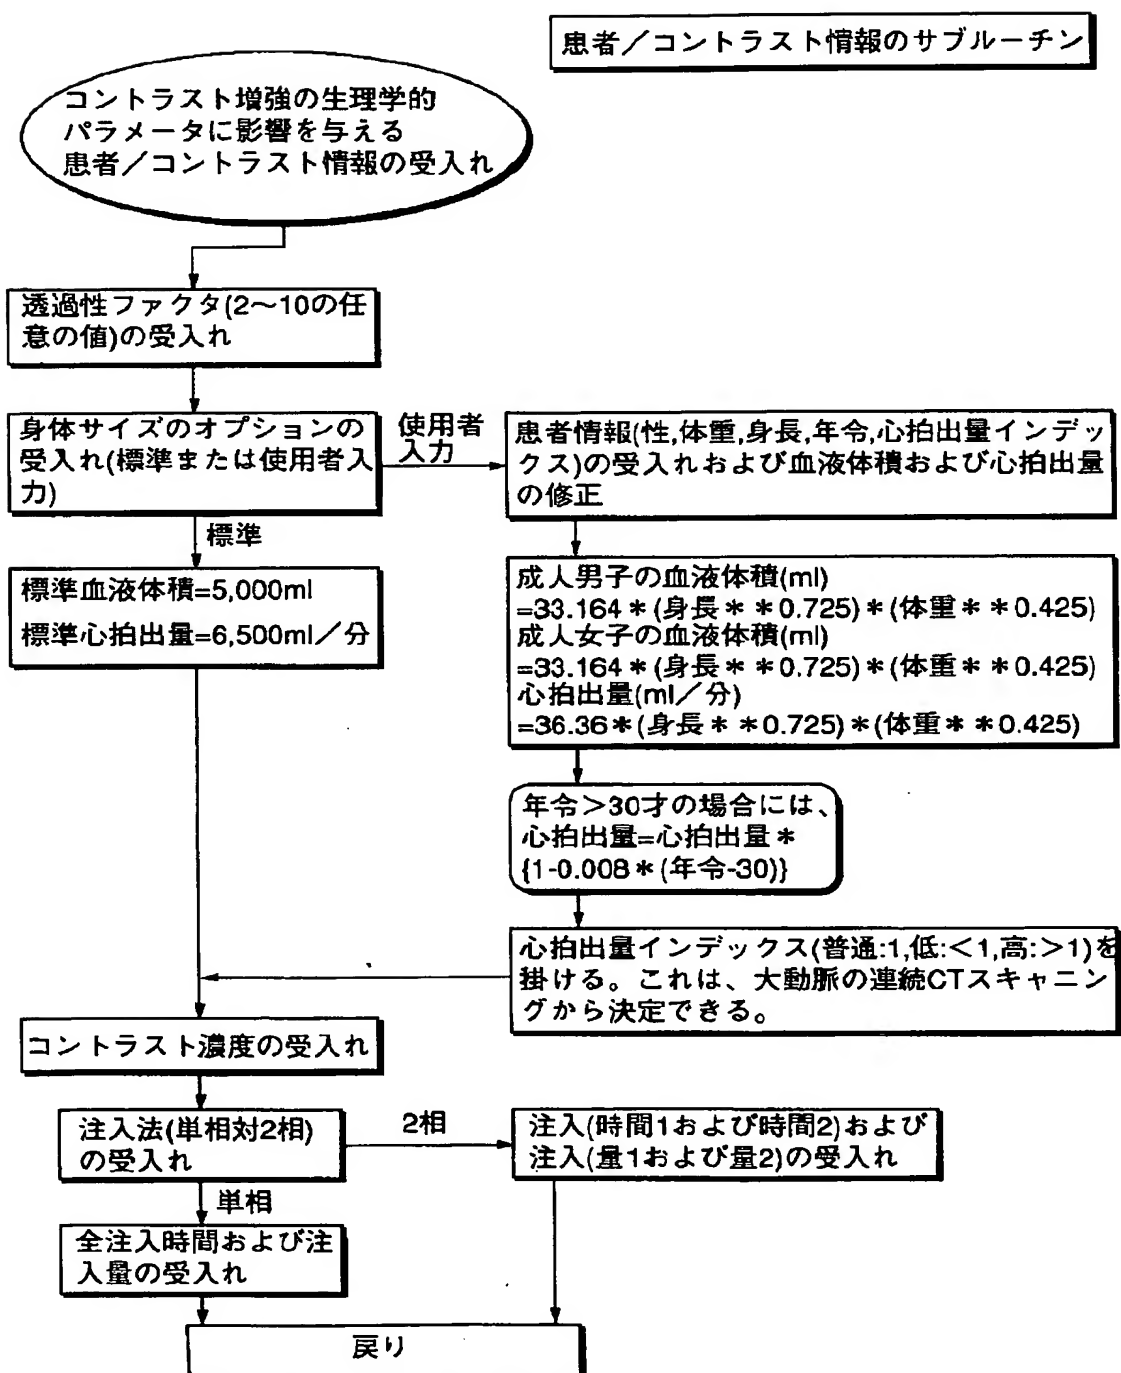 患者／コントラスト情報のサブルーチン
コントラスト増強の生理学的
パラメータに影響を与える
患者／コントラスト情報の受入れ
透過性ファクタ(2〜10の任
意の値)の受入れ
身体サイズのオプションの
受入れ(標準または使用者入
力)
使用者
入力
患者情報(性,体重,身長,年令,心拍出量インデッ
クス)の受入れおよび血液体積および心拍出量
の修正
標準
標準血液体積=5,000ml
標準心拍出量=6,500ml／分
成人男子の血液体積(ml)
=33.164＊(身長＊＊0.725)＊(体重＊＊0.425)
成人女子の血液体積(ml)
=33.164＊(身長＊＊0.725)＊(体重＊＊0.425)
心拍出量(ml／分)
=36.36＊(身長＊＊0.725)＊(体重＊＊0.425)
年令＞30才の場合には、
心拍出量=心拍出量＊
{1-0.008＊(年令-30)}
心拍出量インデックス(普通:1,低:＜1,高:＞1)を
掛ける。これは、大動脈の連続CTスキャニン
グから決定できる。
コントラスト濃度の受入れ
注入法(単相対2相)
の受入れ
2相
注入(時間1および時間2)および
注入(量1および量2)の受入れ
単相
全注入時間および注
入量の受入れ
戻り